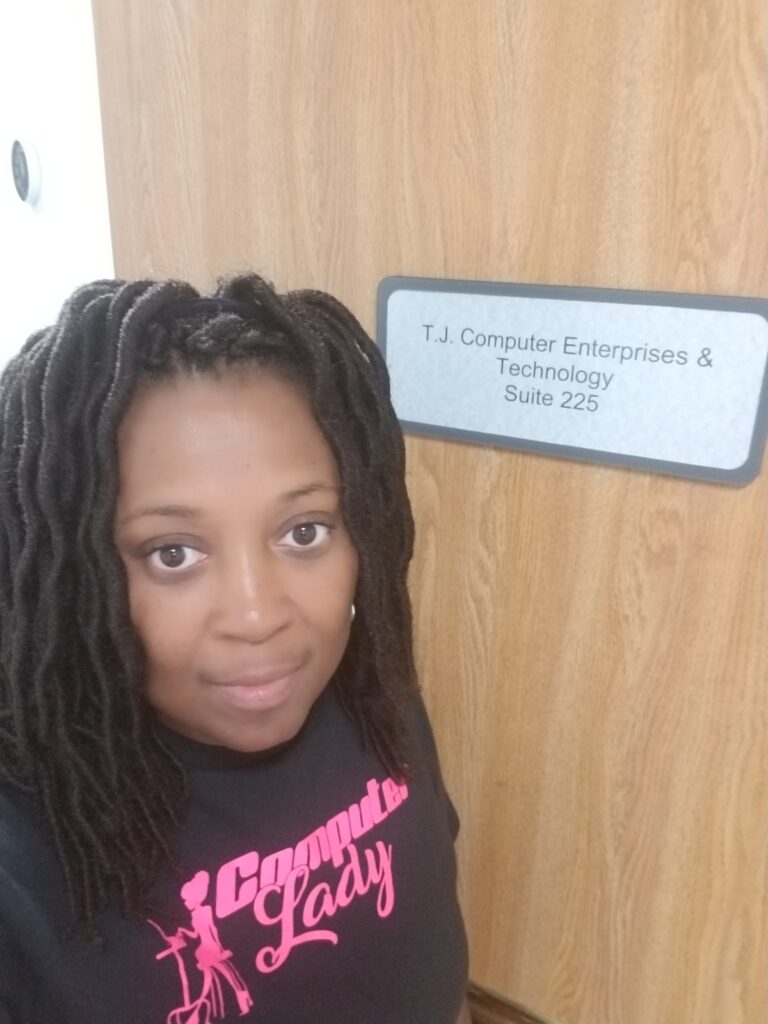 T.J. Computer Enterprises &
Technology
Suite 225
Computer
Lady